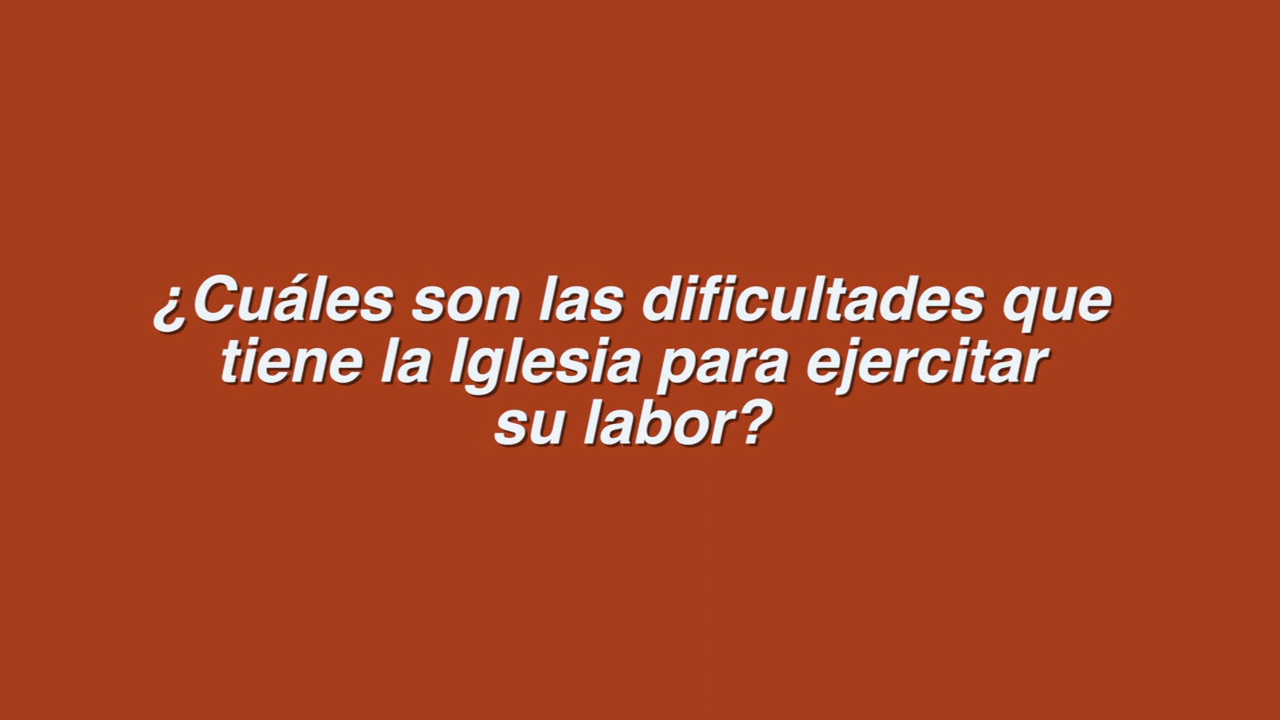 ¿Cuáles son las dificultades que
tiene la Iglesia para ejercitar
su labor?